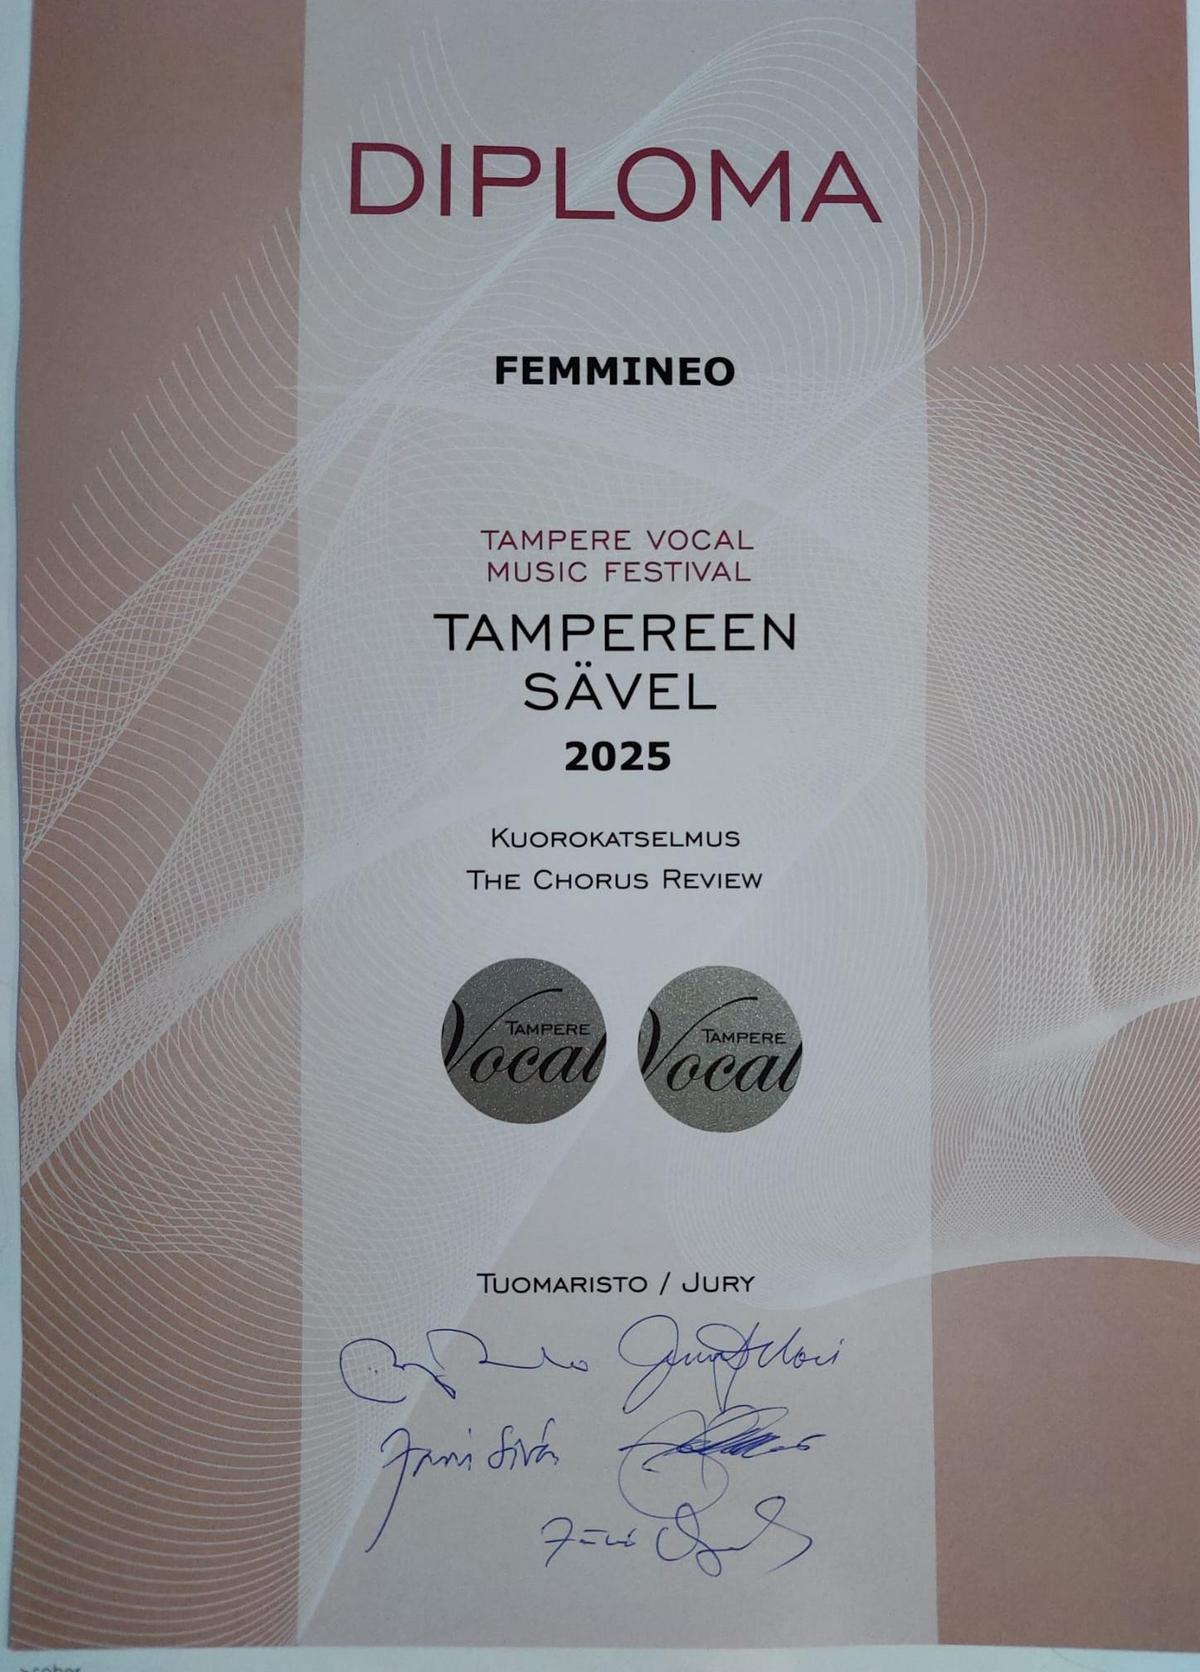 DIPLOMA
FEMMINEO
TAMPERE VOCAL
MUSIC FESTIVAL
TAMPEREEN
SÄVEL
2025
KUOROKATSELMUS
THE CHORUS REVIEW
TAMPERE
Vocal
TAMPERE
Vocal
TUOMARISTO / JURY